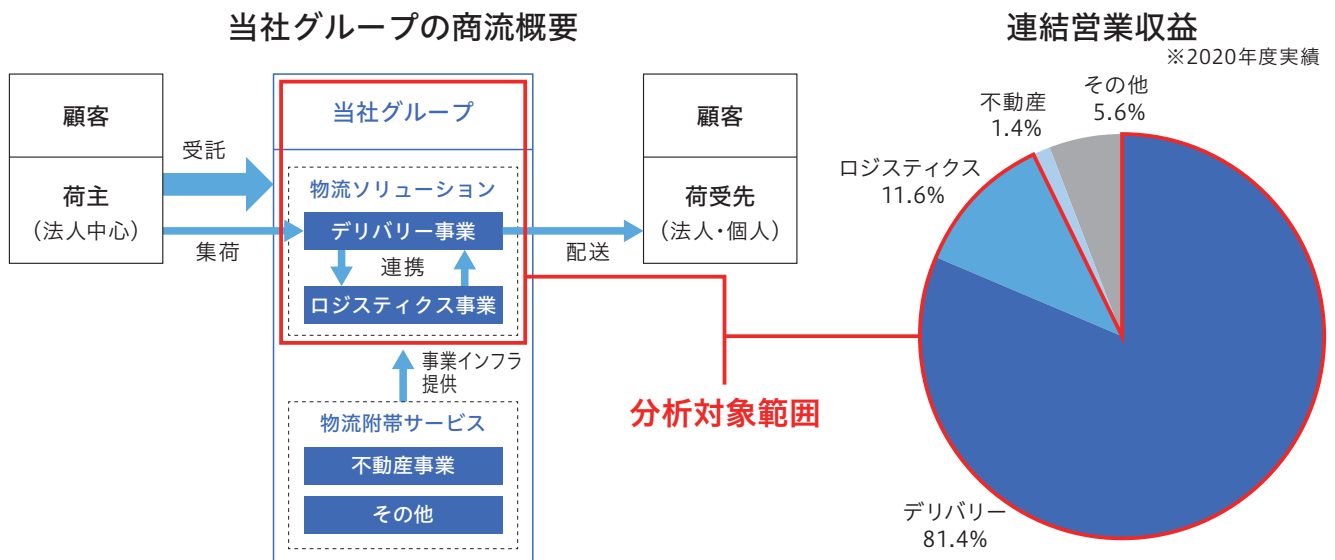 当社グループの商流概要
顧客
荷主
(法人中心)
受託
集荷
当社グループ
物流ソリューション
デリバリー事業
連携
ロジスティクス事業
事業インフラ
提供
物流附帯サービス
不動産事業
その他
配送
顧客
荷受先
(法人・個人)
分析対象範囲
連結営業収益
※2020年度実績
その他
5.6%
不動産
1.4%
ロジスティクス
11.6%
デリバリー
81.4%